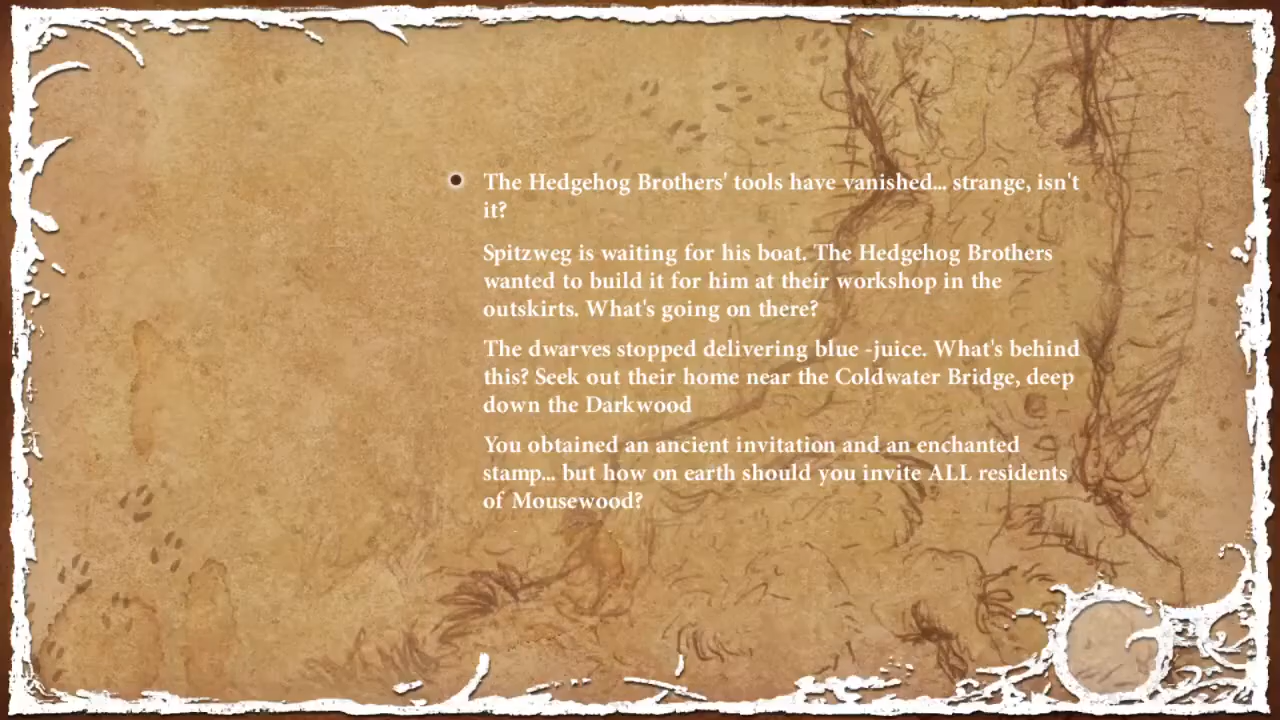 The Hedgehog Brothers' tools have vanished... strange, isn't
it?
Spitzweg is waiting for his boat. The Hedgehog Brothers
wanted to build it for him at their workshop in the
outskirts. What's going on there?
The dwarves stopped delivering blue -juice. What's behind
this? Seek out their home near the Coldwater Bridge, deep
down the Darkwood
You obtained an ancient invitation and an enchanted
stamp... but how on earth should you invite ALL residents
of Mousewood?